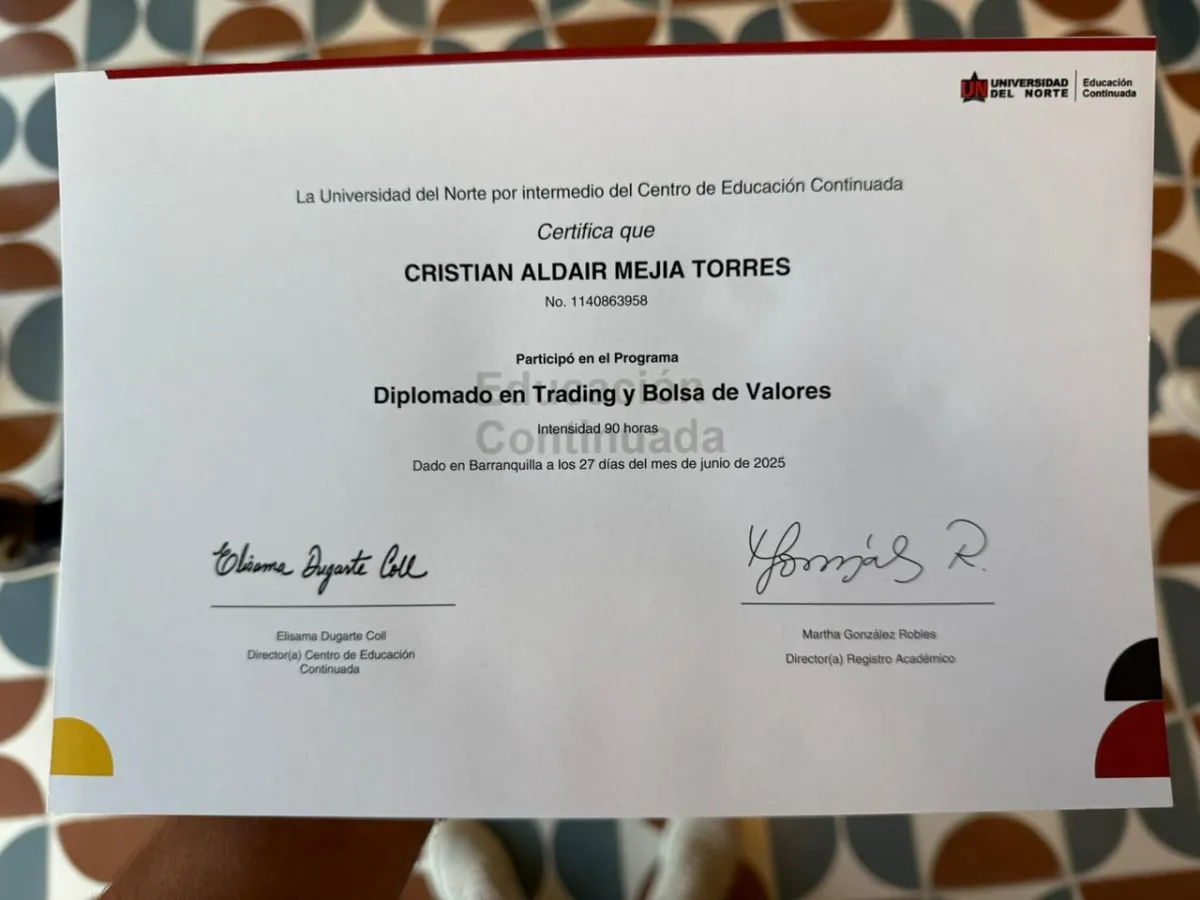 UN UNIVERSIDAD DEL NORTE
Educación Continuada
La Universidad del Norte por intermedio del Centro de Educación Continuada
Certifica que
CRISTIAN ALDAIR MEJIA TORRES
No. 1140863958
Participó en el Programa
Educación
Diplomado en Trading y Bolsa de Valores
Intensidad 90 horas
Continuada
Dado en Barranquilla a los 27 días del mes de junio de 2025
Elisama Dugarte Coll
Elisama Dugarte Coll
Director(a) Centro de Educación
Continuada
González R.
Martha González Robles
Director(a) Registro Académico